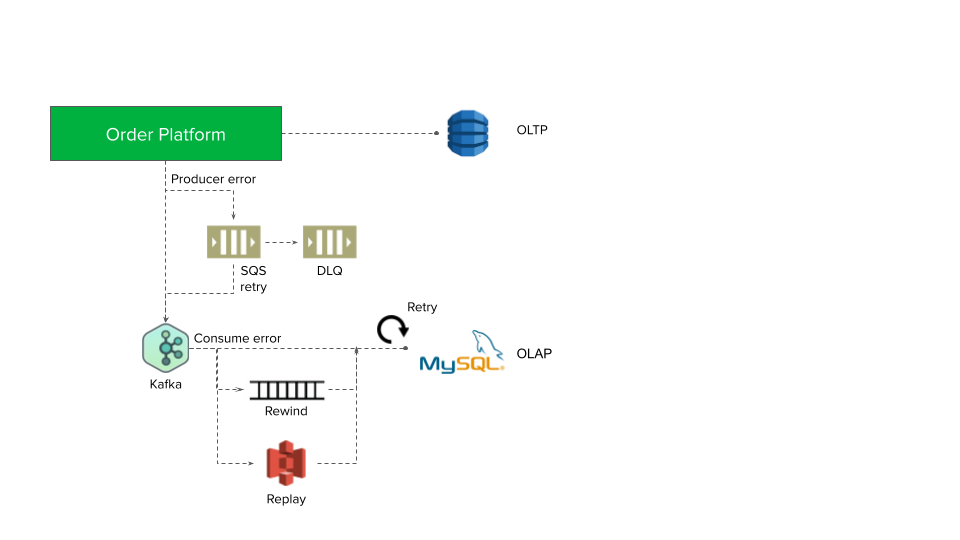 Order Platform
OLTP
Producer error
SQS
retry
DLQ
Retry
Consume error
MySQL
OLAP
Kafka
Rewind
Replay